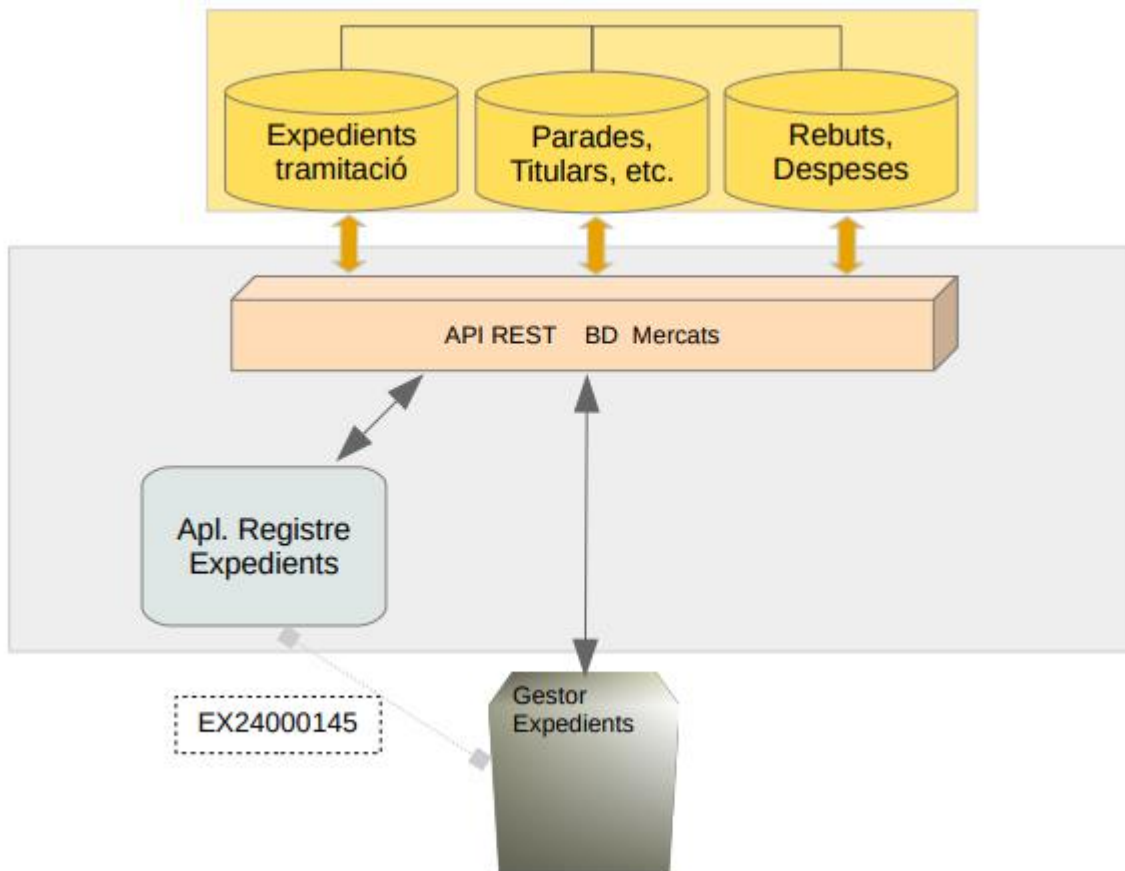 Expedients
tramitació
Parades,
Titulars, etc.
Rebuts,
Despeses
API REST BD Mercats
Apl. Registre
Expedients
EX24000145
Gestor
Expedients